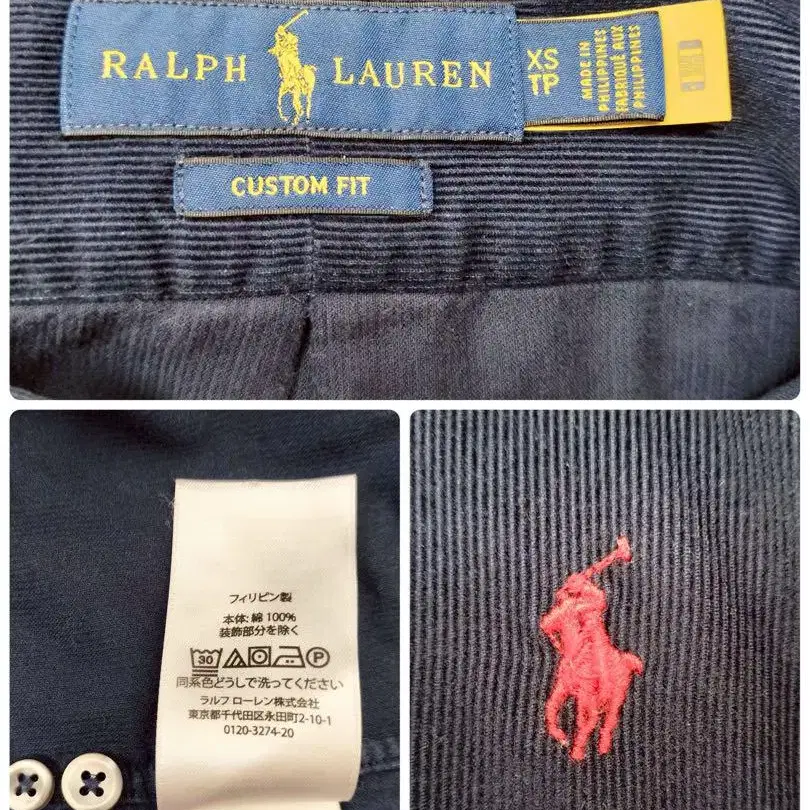 RALPH LAUREN
XS
TP
MADE IN
PHILIPPINES
FABRIQUÉ AUX
PHILIPPINES
CUSTOM FIT
フィリピン製
本体: 綿 100%
装飾部分を除く
30
P
同系色どうしで洗ってください
ラルフ ローレン株式会社
東京都千代田区永田町2-10-1
0120-3274-20